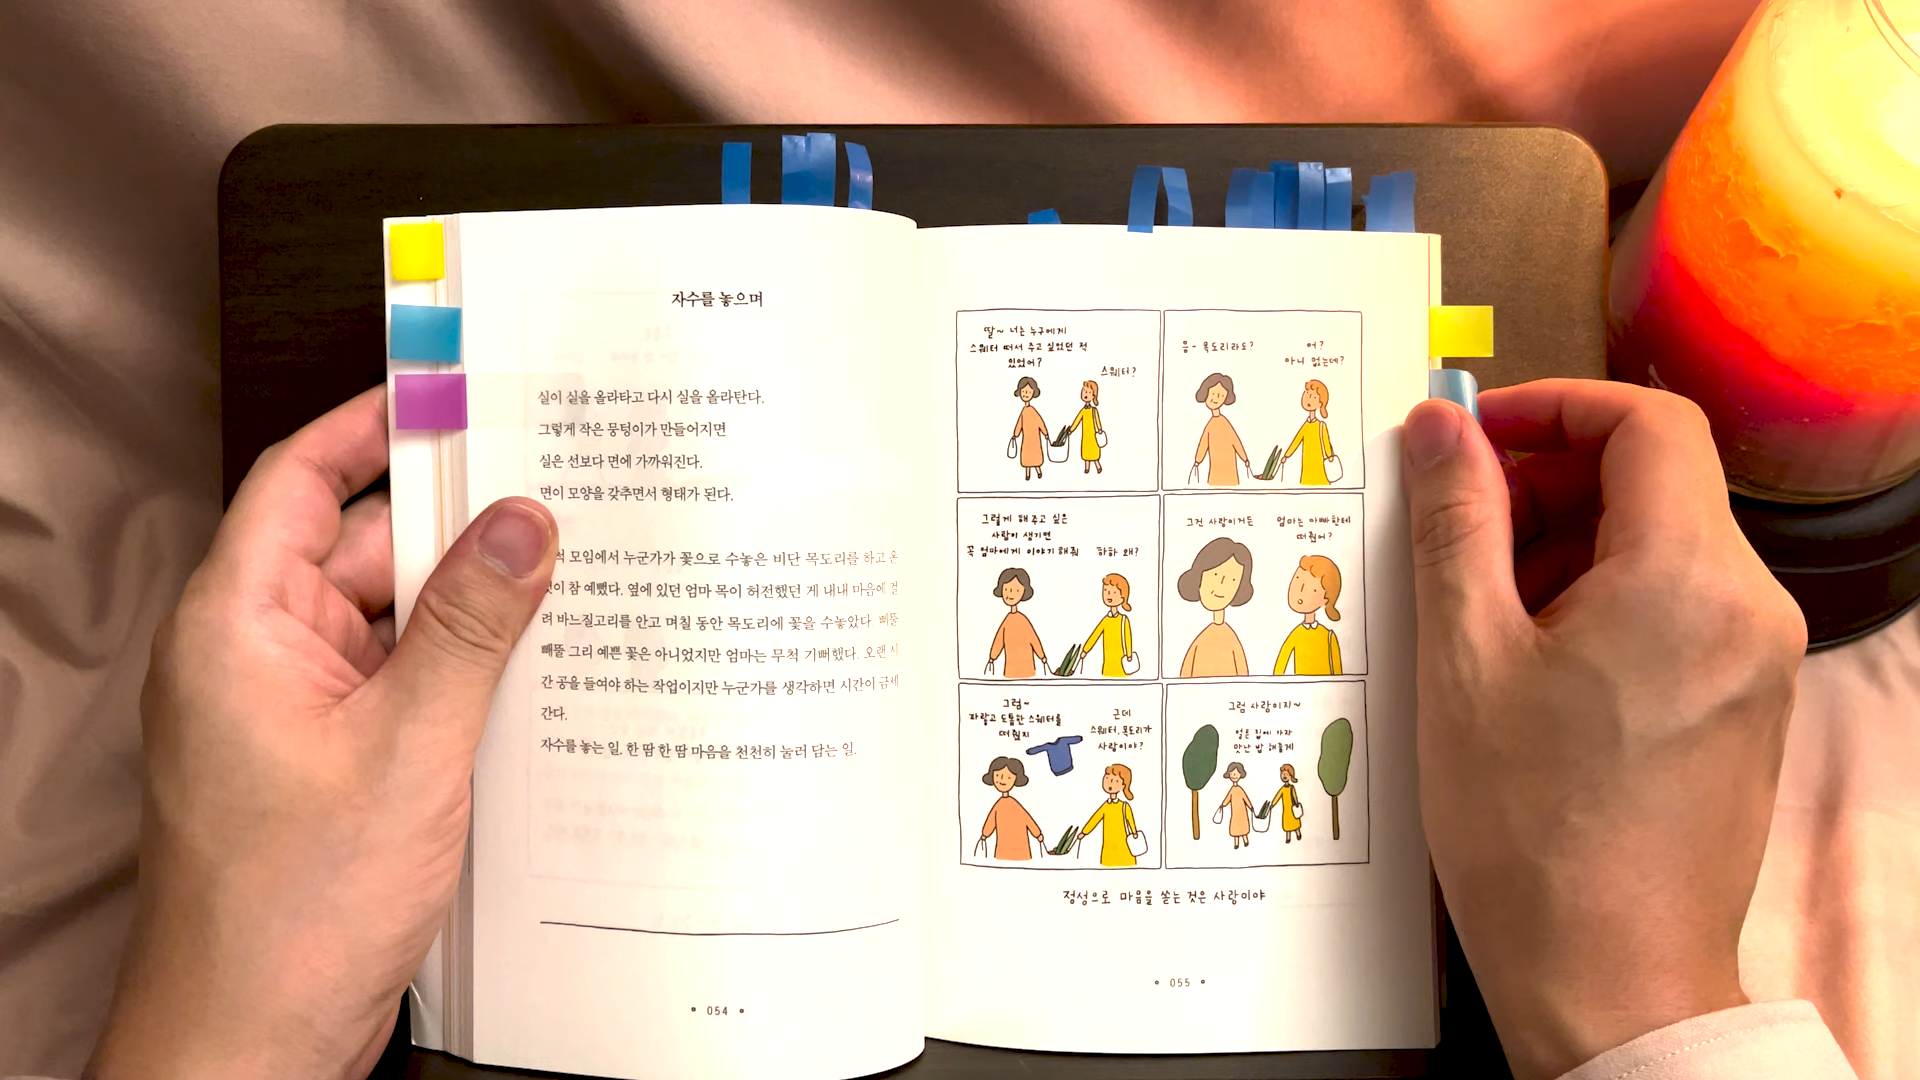 자수를 놓으며
실이 실을 올라타고 다시 실을 올라탄다.
그렇게 작은 뭉텅이가 만들어지면
실은 선보다 면에 가까워진다.
면이 모양을 갖추면서 형태가 된다.
모임에서 누군가가 꽃으로 수놓은 비단 목도리를 하고 온
참 예뻤다. 옆에 있던 엄마 목이 허전했던 게 내내 마음에 걸
려 바느질고리를 안고 며칠 동안 목도리에 꽃을 수놓았다. 삐뚤
빼뚤 그리 예쁜 꽃은 아니었지만 엄마는 무척 기뻐했다. 오랜 시
간 공을 들여야 하는 작업이지만 누군가를 생각하면 시간이 금세
간다.
자수를 놓는 일. 한 땀 한 땀 마음을 천천히 눌러 담는 일.
054
딸~ 너는 누구에게
스웨터 떠서 주고 싶었던 적
있었어?
스웨터?
음- 목도리라도?
어?
아니 없는데?
그렇게 해주고 싶은
사람이 생기면
꼭 엄마에게 이야기 해줘
하하 왜?
그건 사랑이거든
엄마는 아빠한테
떠줬어?
그럼~
파랗고 도톰한 스웨터를
떠줬지
근데
스웨터, 목도리가
사랑이야?
그럼 사랑이지~
얼른 집에 가자
맛난 밥 해줄게
정성으로 마음을 쏟는 것은 사랑이야
055